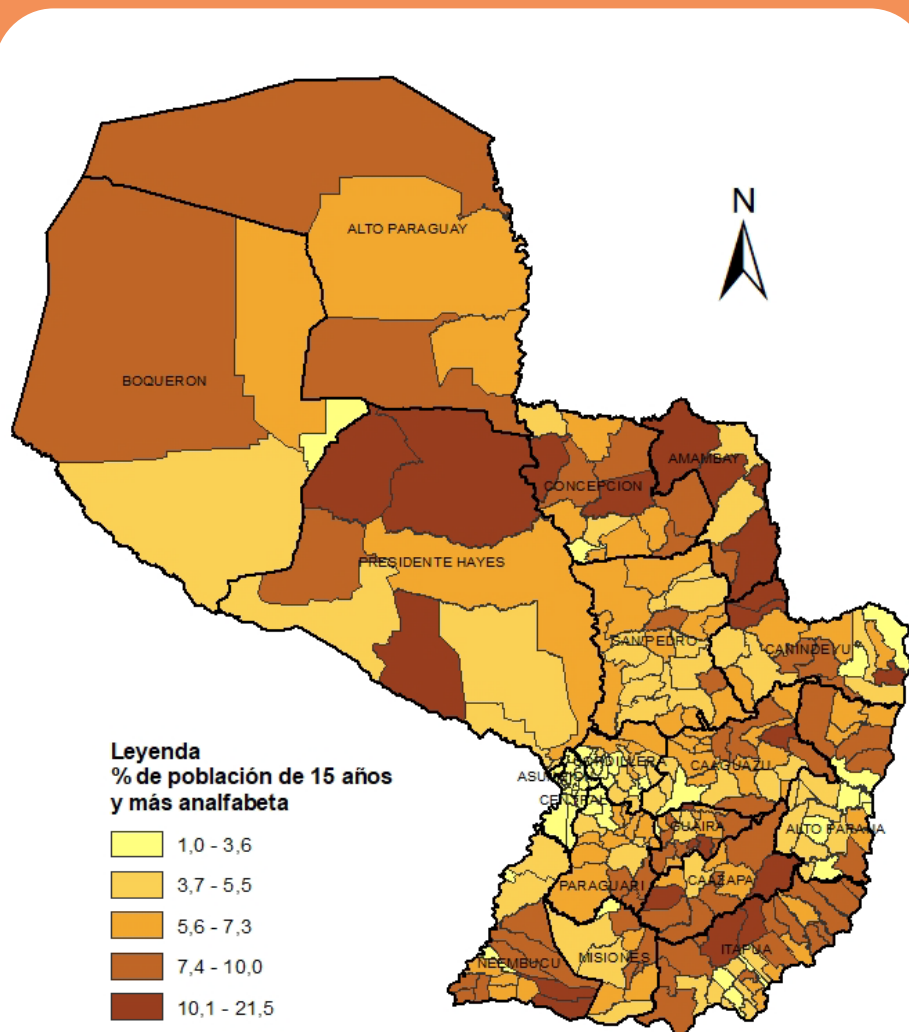 N
ALTO PARAGUAY
BOQUERON
AMAMBAY
CONCEPCION
PRESIDENTE HAYES
SAN PEDRO
CANINDEYU
CORDILLERA
CAAGUAZU
ASUNCION
CENTRAL
GUAIRA
ALTO PARANA
PARAGUARI
CAAZAPA
ITAPUA
MISIONES
ÑEEMBUCU
Leyenda
% de población de 15 años
y más analfabeta
1,0 - 3,6
3,7 - 5,5
5,6 - 7,3
7,4 - 10,0
10,1 - 21,5